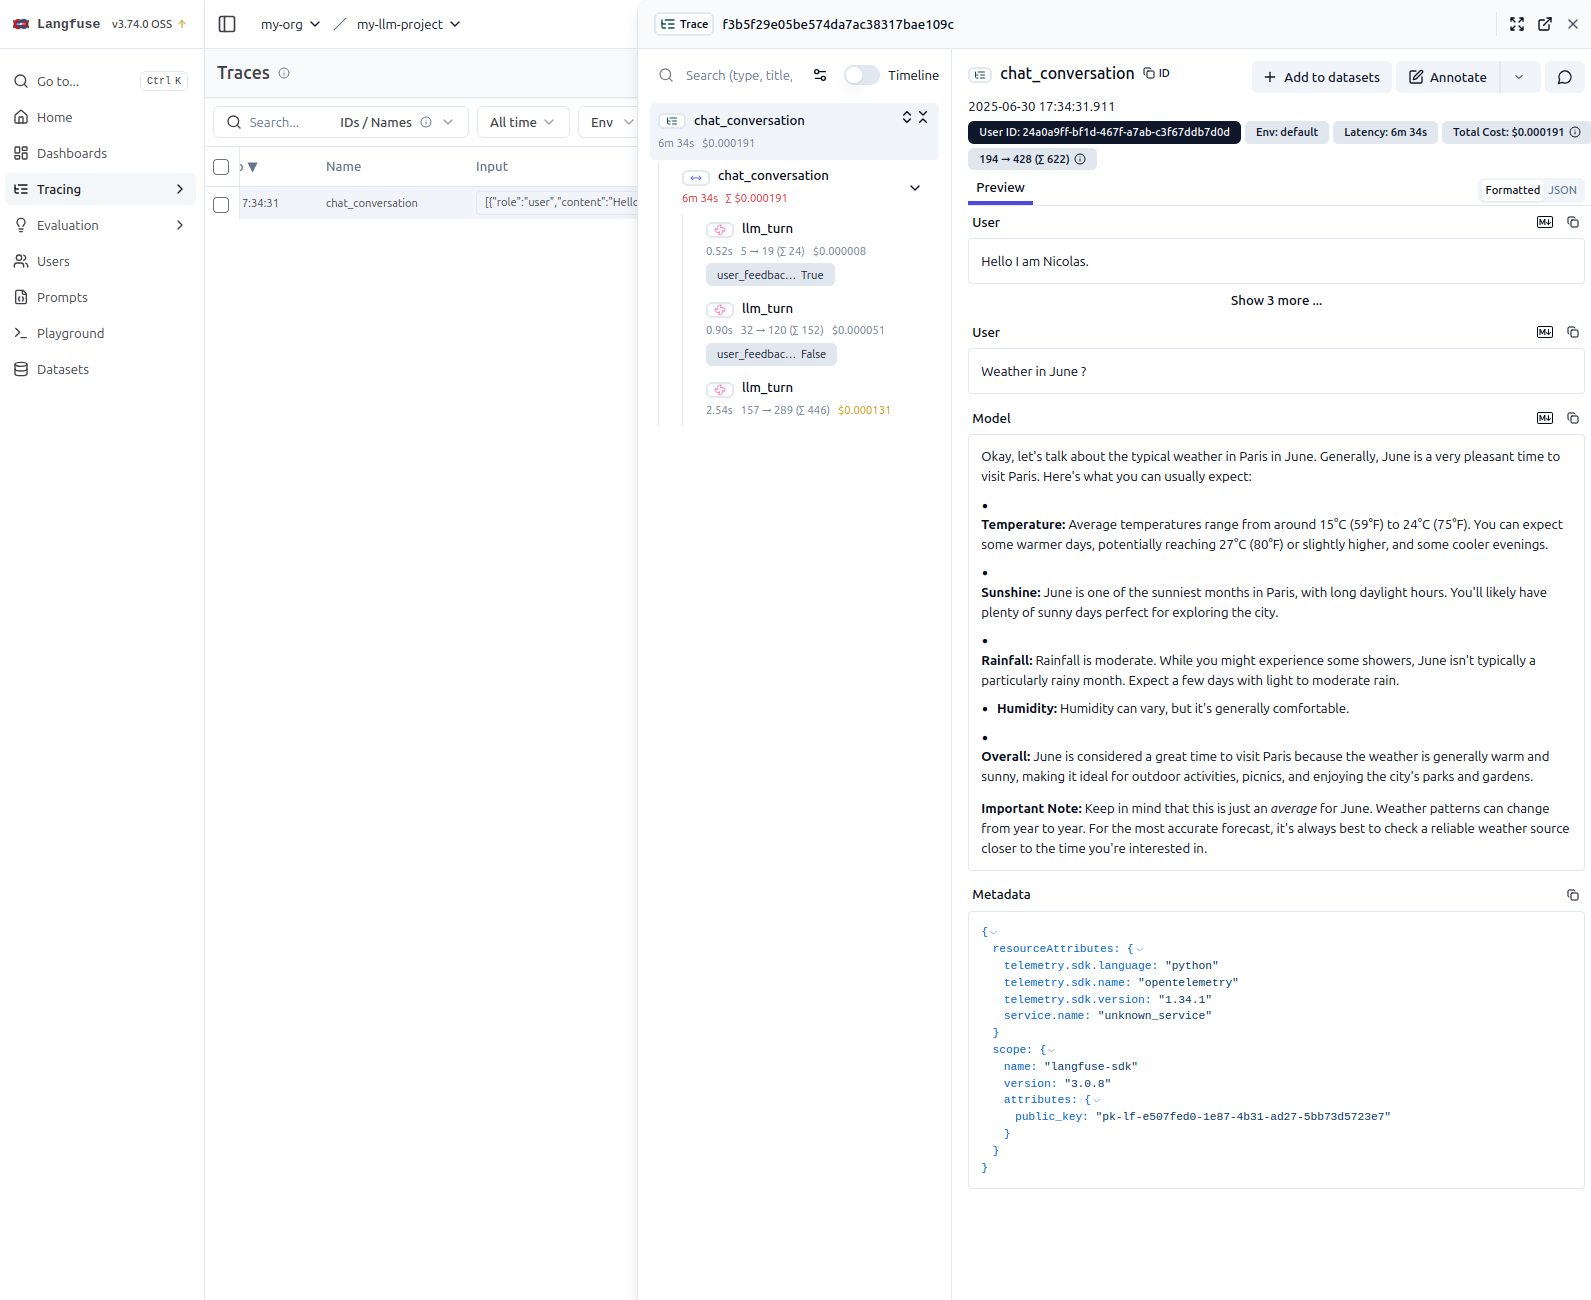 Langfuse v3.74.0 OSS
Go to... Ctrl K
Home
Dashboards
Tracing
Evaluation
Users
Prompts
Playground
Datasets
my-org my-llm-project
Traces
Search... IDs / Names All time Env
Name Input
7:34:31 chat_conversation [{"role":"user","content":"Hello
Trace f3b5f29e05be574da7ac38317bae109c
Search (type, title, Timeline
chat_conversation
6m 34s $0.000191
chat_conversation
6m 34s ∑ $0.000191
llm_turn
0.52s 5 → 19 (∑ 24) $0.000008
user_feedbac... True
llm_turn
0.90s 32 → 120 (∑ 152) $0.000051
user_feedbac... False
llm_turn
2.54s 157 → 289 (∑ 446) $0.000131
chat_conversation ID
Add to datasets Annotate
2025-06-30 17:34:31.911
User ID: 24a0a9ff-bf1d-467f-a7ab-c3f67ddb7d0d Env: default Latency: 6m 34s Total Cost: $0.000191
194 → 428 (∑ 622)
Preview Formatted JSON
User
Hello I am Nicolas.
Show 3 more ...
User
Weather in June ?
Model
Okay, let's talk about the typical weather in Paris in June. Generally, June is a very pleasant time to
visit Paris. Here's what you can usually expect:
•
Temperature: Average temperatures range from around 15°C (59°F) to 24°C (75°F). You can expect
some warmer days, potentially reaching 27°C (80°F) or slightly higher, and some cooler evenings.
•
Sunshine: June is one of the sunniest months in Paris, with long daylight hours. You'll likely have
plenty of sunny days perfect for exploring the city.
•
Rainfall: Rainfall is moderate. While you might experience some showers, June isn't typically a
particularly rainy month. Expect a few days with light to moderate rain.
• Humidity: Humidity can vary, but it's generally comfortable.
•
Overall: June is considered a great time to visit Paris because the weather is generally warm and
sunny, making it ideal for outdoor activities, picnics, and enjoying the city's parks and gardens.
Important Note: Keep in mind that this is just an average for June. Weather patterns can change
from year to year. For the most accurate forecast, it's always best to check a reliable weather source
closer to the time you're interested in.
Metadata
{
resourceAttributes: {
telemetry.sdk.language: "python"
telemetry.sdk.name: "opentelemetry"
telemetry.sdk.version: "1.34.1"
service.name: "unknown_service"
}
scope: {
name: "langfuse-sdk"
version: "3.0.8"
attributes: {
public_key: "pk-lf-e507fed0-1e87-4b31-ad27-5bb73d5723e7"
}
}
}